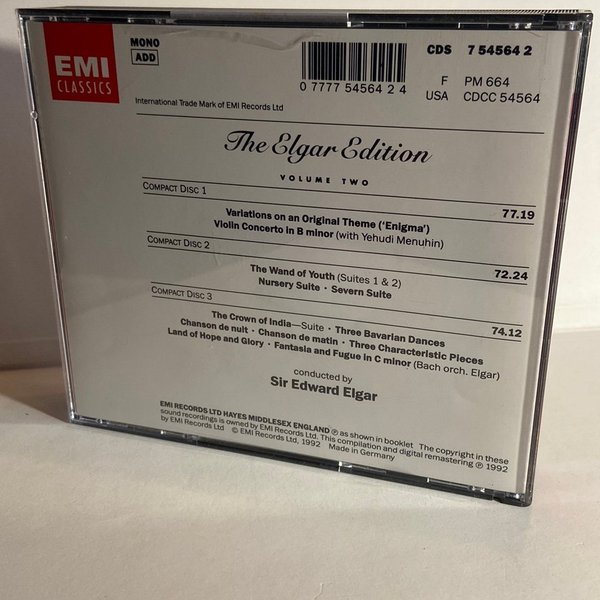 EMI
CLASSICS
MONO
ADD
0 7777 54564 2 4
CDS 7 54564 2
F PM 664
USA CDCC 54564
International Trade Mark of EMI Records Ltd
The Elgar Edition
VOLUME TWO
COMPACT DISC 1 77.19
Variations on an Original Theme ('Enigma')
Violin Concerto in B minor (with Yehudi Menuhin)
COMPACT DISC 2 72.24
The Wand of Youth (Suites 1 & 2)
Nursery Suite · Severn Suite
COMPACT DISC 3 74.12
The Crown of India—Suite · Three Bavarian Dances
Chanson de nuit · Chanson de matin · Three Characteristic Pieces
Land of Hope and Glory · Fantasia and Fugue in C minor (Bach orch. Elgar)
conducted by
Sir Edward Elgar
EMI RECORDS LTD HAYES MIDDLESEX ENGLAND ℗ as shown in booklet The copyright in these
sound recordings is owned by EMI Records Ltd. This compilation and digital remastering ℗ 1992
by EMI Records Ltd © EMI Records Ltd, 1992 Made in Germany